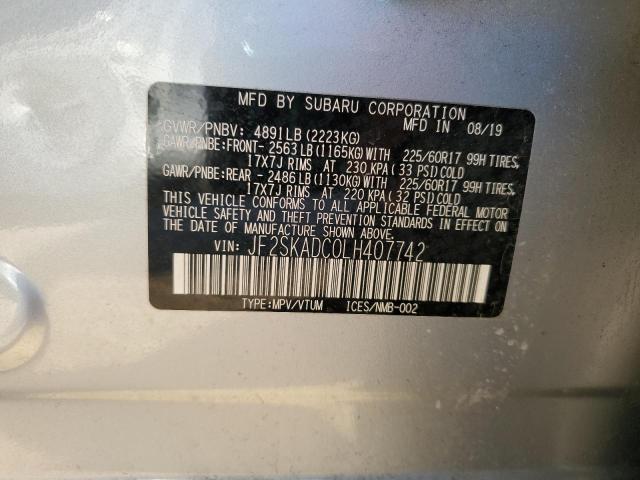 MFD BY SUBARU CORPORATION
MFD IN 08/19
GVWR/PNBV: 4891LB (2223KG)
GAWR/PNBE:FRONT- 2563LB (1165KG)WITH 225/60R17 99H TIRES,
17X7J RIMS AT 230 KPA( 33 PSI)COLD
GAWR/PNBE:REAR - 2486LB (1130KG)WITH 225/60R17 99H TIRES,
17X7J RIMS AT 220 KPA( 32 PSI)COLD
THIS VEHICLE CONFORMS TO ALL APPLICABLE FEDERAL MOTOR
VEHICLE SAFETY AND THEFT PREVENTION STANDARDS IN EFFECT ON
THE DATE OF MANUFACTURE SHOWN ABOVE.
VIN: JF2SKADC0LH407742
TYPE:MPV/VTUM ICES/NMB-002